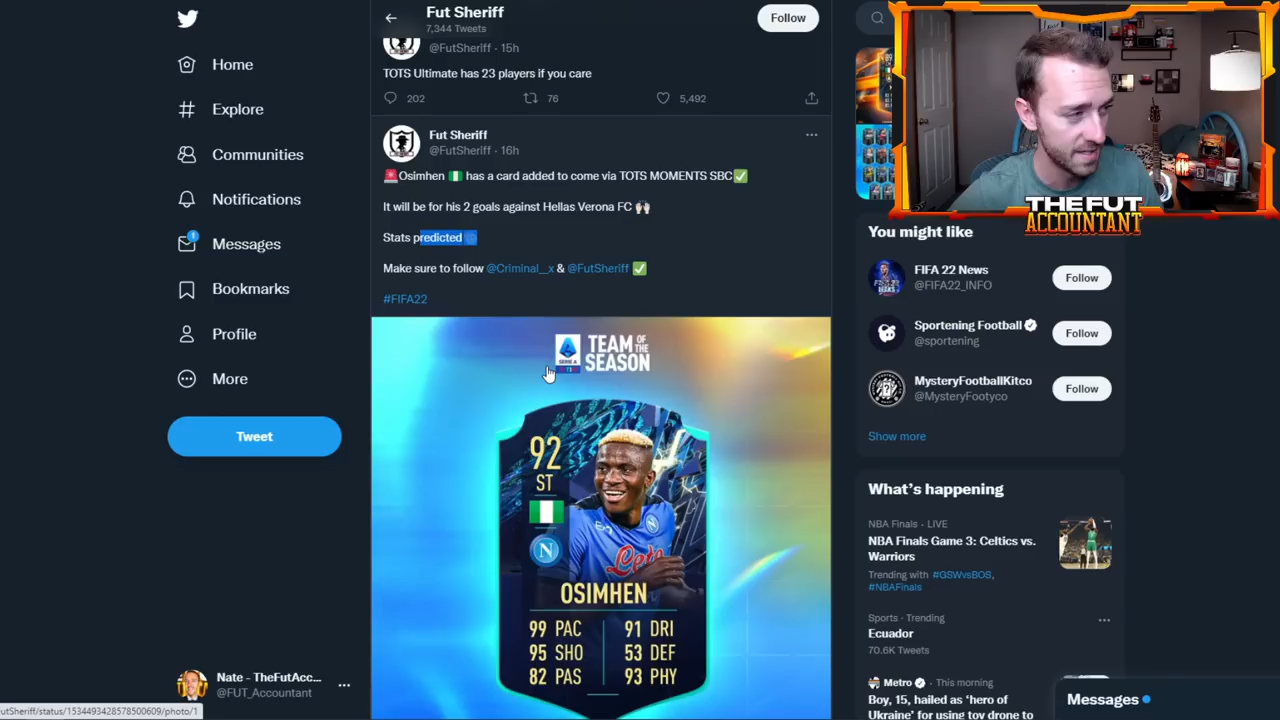 Home
Explore
Communities
Notifications
1
Messages
Bookmarks
Profile
More
Tweet
Nate - TheFutAcc...
@FUT_Accountant
utSheriff/status/1534493428578500609/photo/1
Fut Sheriff
7,344 Tweets
Follow
@FutSheriff · 15h
TOTS Ultimate has 23 players if you care
202
76
5,492
Fut Sheriff
@FutSheriff · 16h
🚨Osimhen 🇳🇬 has a card added to come via TOTS MOMENTS SBC✅
It will be for his 2 goals against Hellas Verona FC 🙌🏻
Stats predicted🌀
Make sure to follow @Criminal__x & @FutSheriff ✅
#FIFA22
SERIE A
TEAM OF THE SEASON
92
ST
N
OSIMHEN
99 PAC 91 DRI
95 SHO 53 DEF
82 PAS 93 PHY
THE FUT
ACCOUNTANT
You might like
FIFA 22 News
@FIFA22_INFO
Follow
Sportening Football
@sportening
Follow
MysteryFootballKitco
@MysteryFootyco
Follow
Show more
What's happening
NBA Finals · LIVE
NBA Finals Game 3: Celtics vs.
Warriors
Trending with #GSWvsBOS,
#NBAFinals
Sports · Trending
Ecuador
70.6K Tweets
Metro · This morning
Boy, 15, hailed as 'hero of
Ukraine' for using toy drone to
Messages